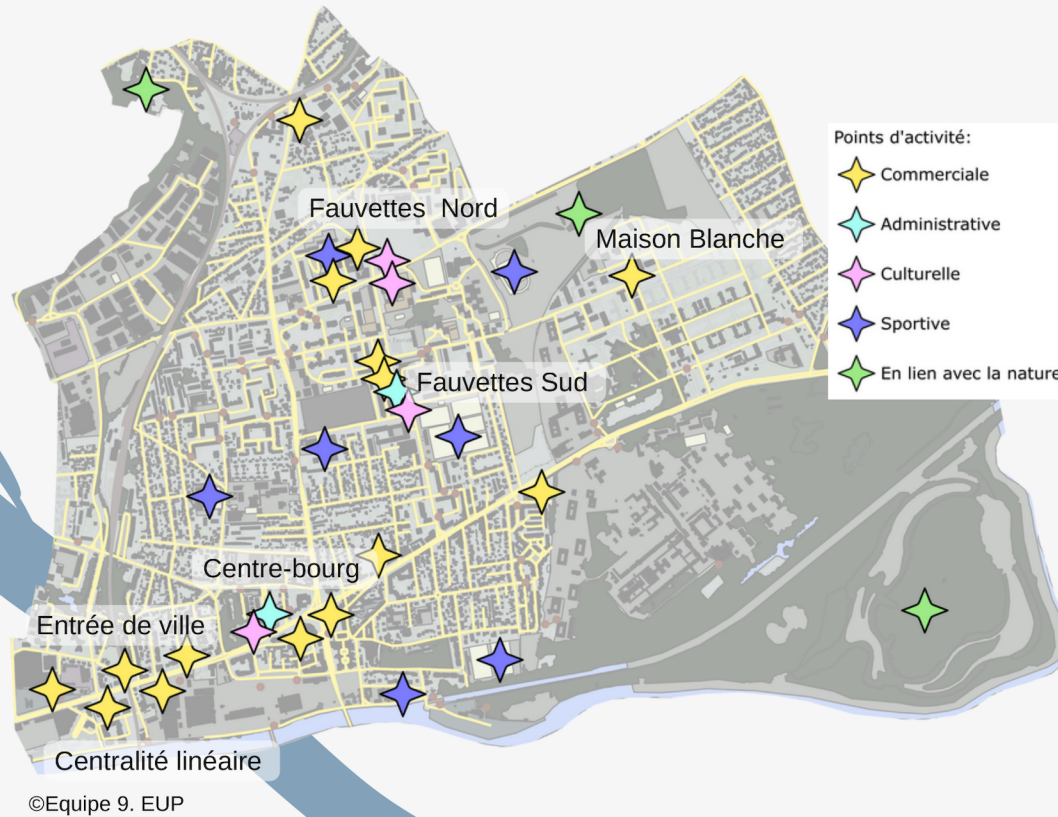 Points d'activité:
Commerciale
Administrative
Culturelle
Sportive
En lien avec la nature
Fauvettes Nord
Maison Blanche
Fauvettes Sud
Centre-bourg
Entrée de ville
Centralité linéaire
©Equipe 9. EUP